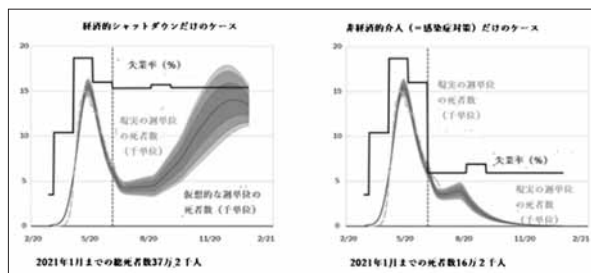 経済的シャットダウンだけのケース
20
15
10
5
0
失業率（%）
現実の週単位
の死者数
（千単位）
仮想的な週単位の
死者数（千単位）
2/20 5/20 8/20 11/20 2/21
2021年1月までの総死者数37万2千人
非経済的介入（＝感染症対策）だけのケース
20
15
10
5
0
現実の週単位
の死者数
（千単位）
失業率（%）
現実の週単位の
死者数（千単位）
2/20 5/20 8/20 11/20 2/21
2021年1月までの死者数16万2千人